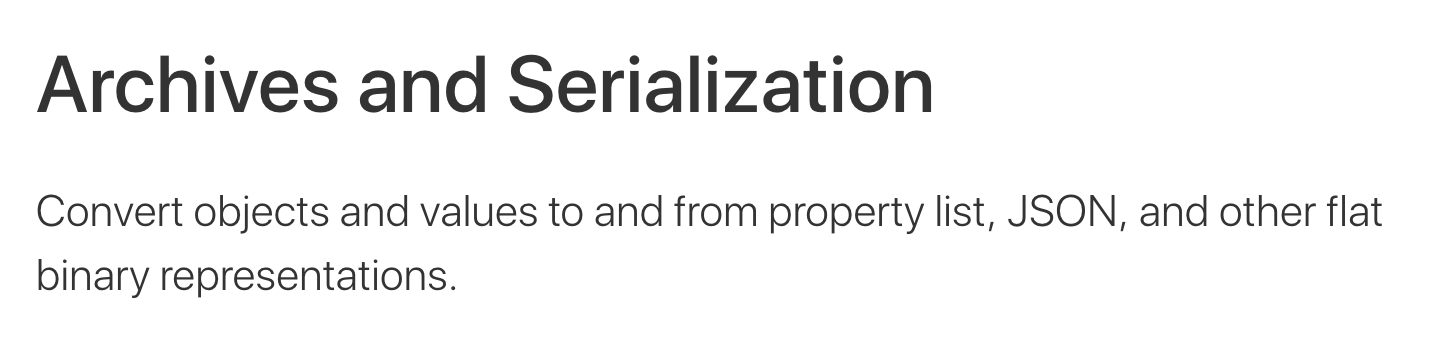 Archives and Serialization
Convert objects and values to and from property list, JSON, and other flat
binary representations.